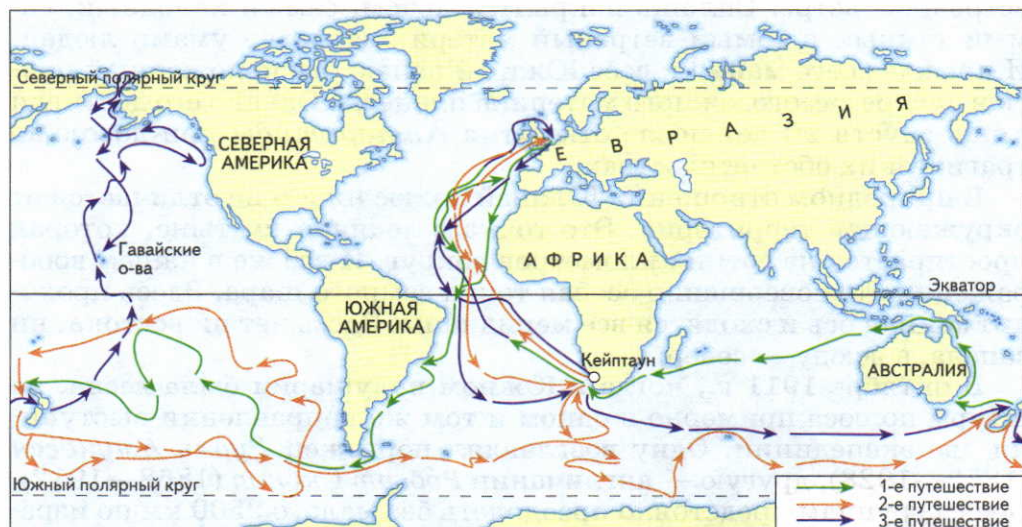 Северный полярный круг
СЕВЕРНАЯ
АМЕРИКА
Е В Р А З И Я
Гавайские
о-ва
АФРИКА
ЮЖНАЯ
АМЕРИКА
Экватор
Кейптаун
АВСТРАЛИЯ
Южный полярный круг
1-е путешествие
2-е путешествие
3-е путешествие